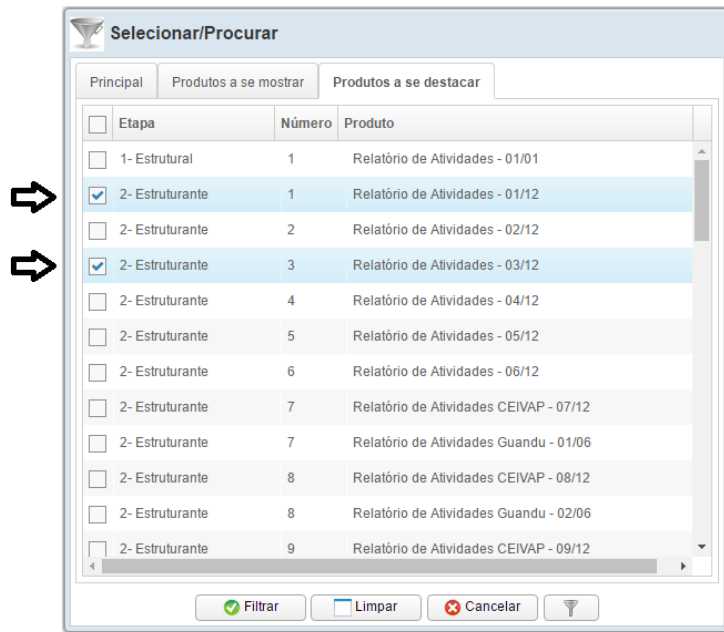 Selecionar/Procurar
Principal Produtos a se mostrar Produtos a se destacar
Etapa Número Produto
1- Estrutural 1 Relatório de Atividades - 01/01
2- Estruturante 1 Relatório de Atividades - 01/12
2- Estruturante 2 Relatório de Atividades - 02/12
2- Estruturante 3 Relatório de Atividades - 03/12
2- Estruturante 4 Relatório de Atividades - 04/12
2- Estruturante 5 Relatório de Atividades - 05/12
2- Estruturante 6 Relatório de Atividades - 06/12
2- Estruturante 7 Relatório de Atividades CEIVAP - 07/12
2- Estruturante 7 Relatório de Atividades Guandu - 01/06
2- Estruturante 8 Relatório de Atividades CEIVAP - 08/12
2- Estruturante 8 Relatório de Atividades Guandu - 02/06
2- Estruturante 9 Relatório de Atividades CEIVAP - 09/12
Filtrar Limpar Cancelar